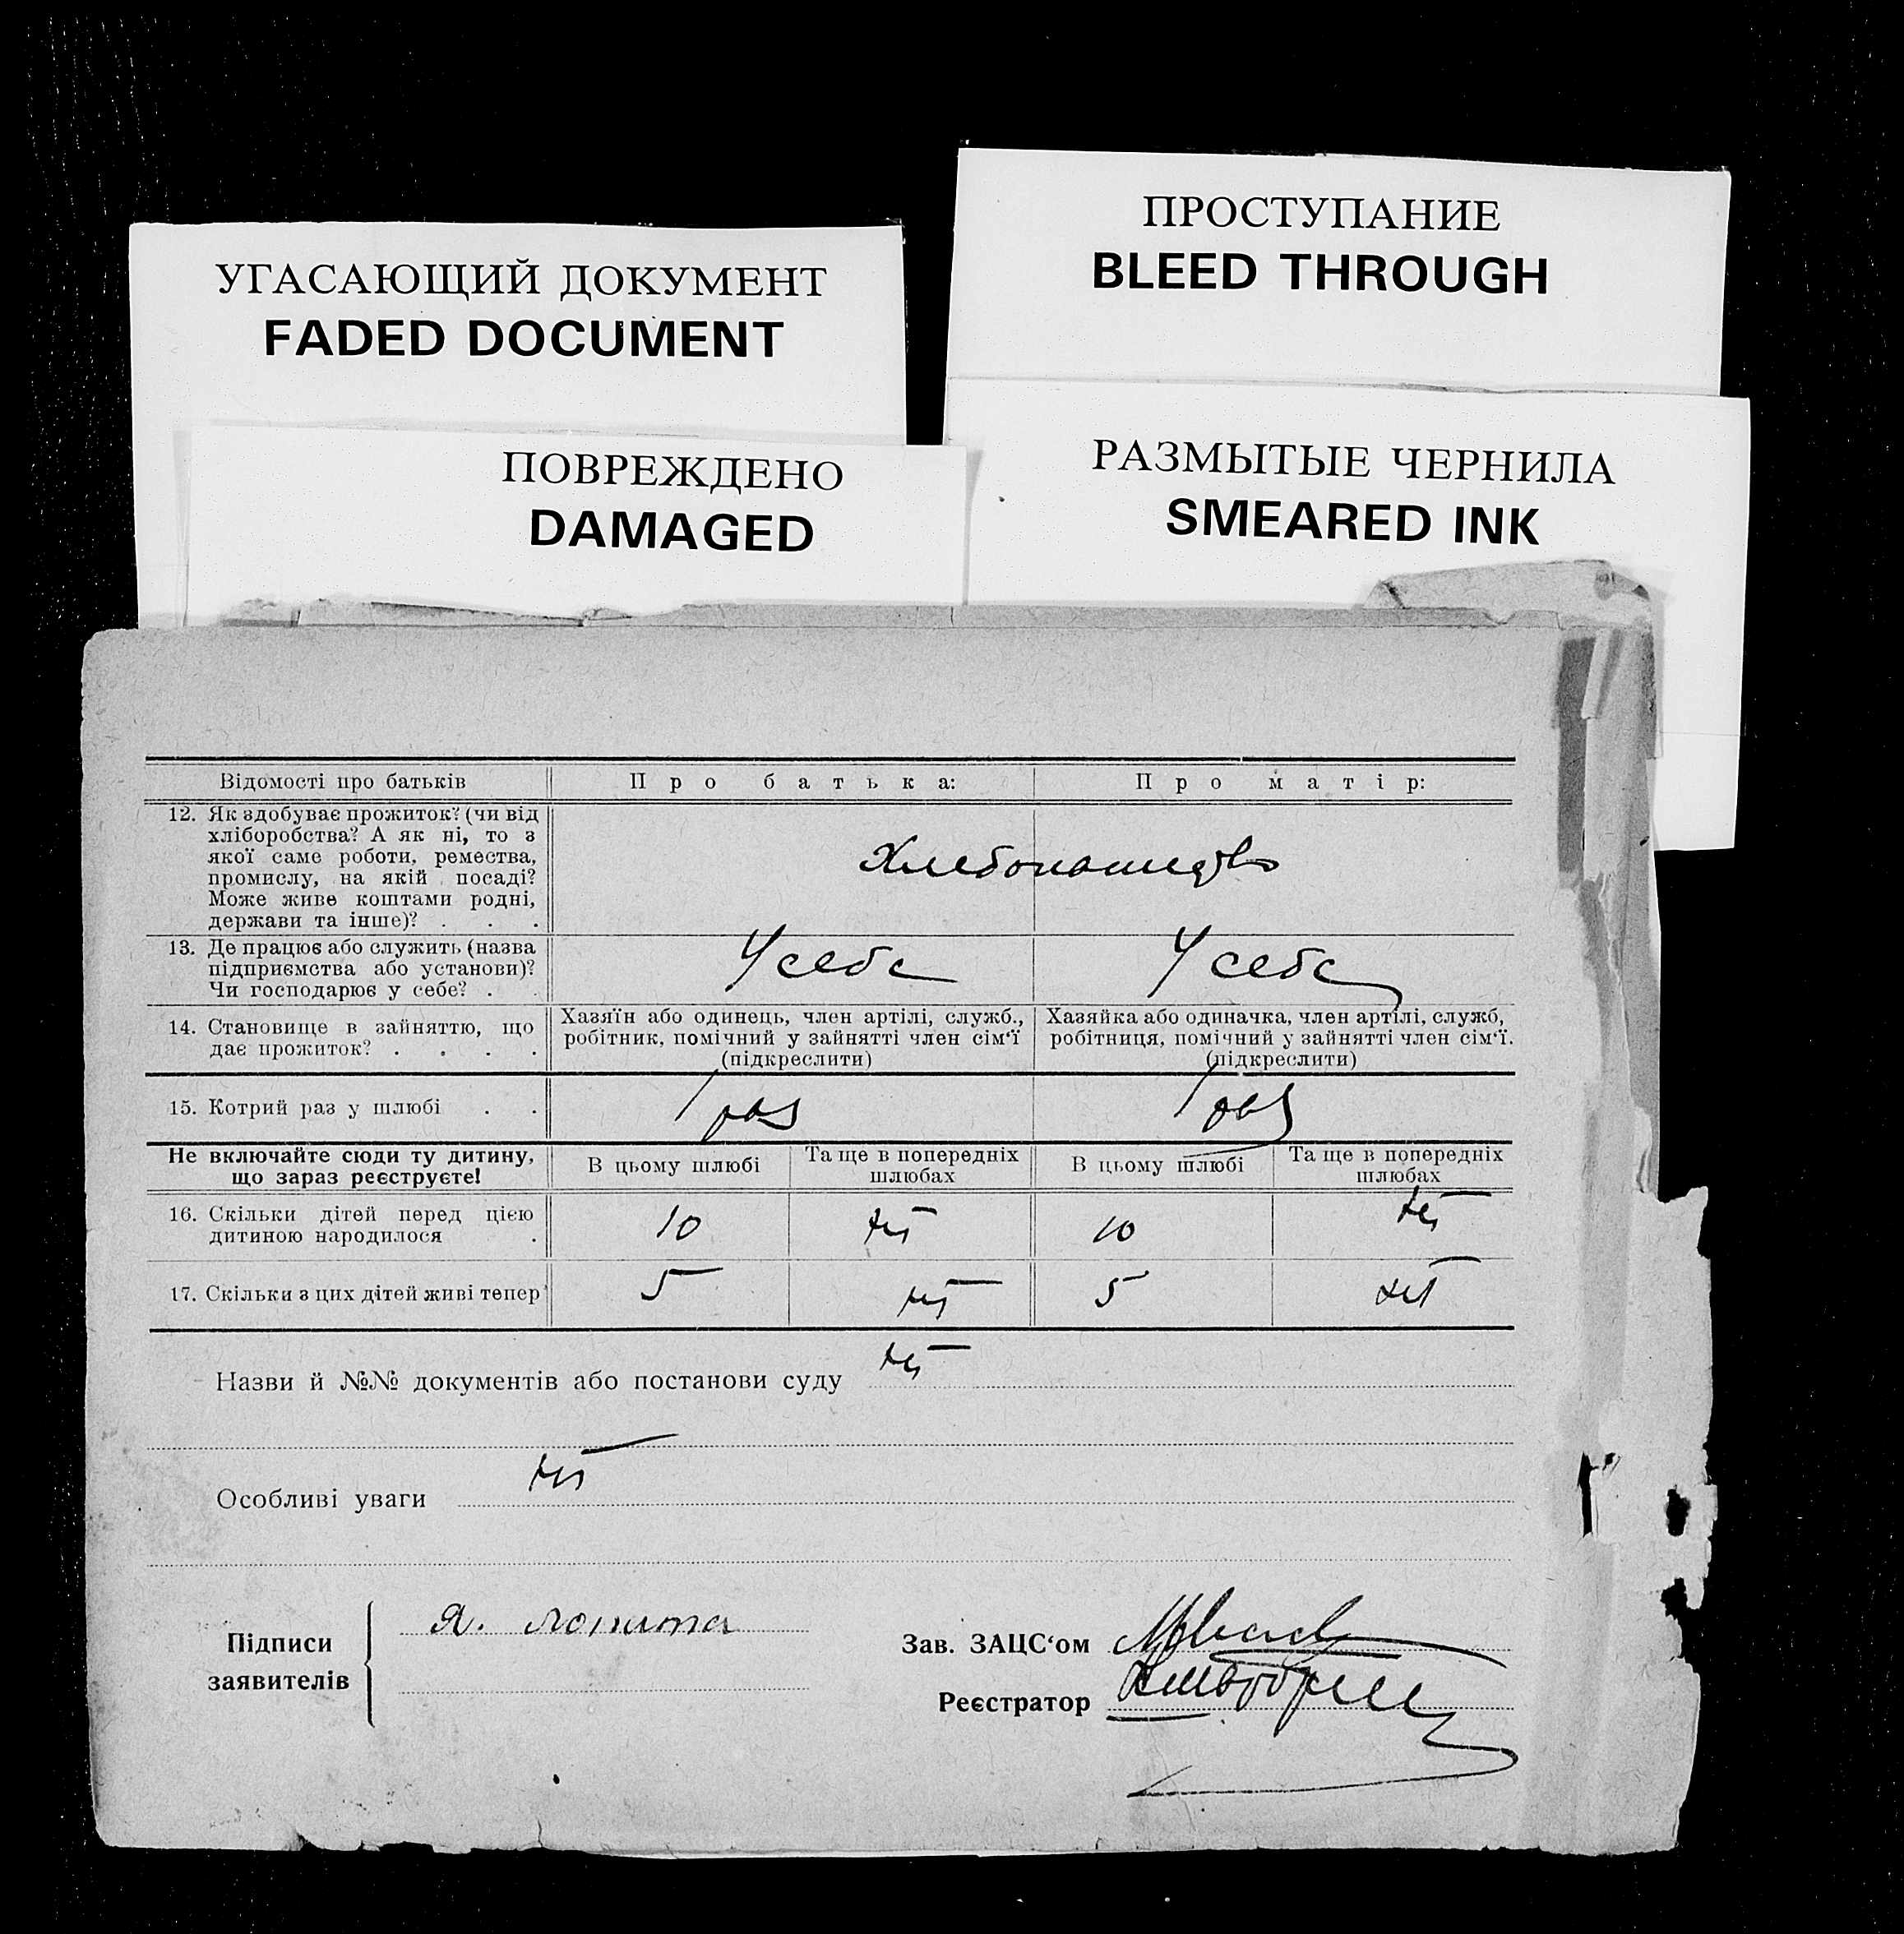 УГАСАЮЩИЙ ДОКУМЕНТ
FADED DOCUMENT
ПРОСТУПАНИЕ
BLEED THROUGH
ПОВРЕЖДЕНО
DAMAGED
РАЗМЫТЫЕ ЧЕРНИЛА
SMEARED INK
Відомості про батьків Про батька: Про матір:
12. Як здобуває прожиток? (чи від
хліборобства? А як ні, то з
якої саме роботи, ремества,
промислу, на якій посаді?
Може живе коштами родні,
держави та інше)? . . .
Хлебопашество
13. Де працює або служить (назва
підприємства або установи)?
Чи господарює у себе? . .
У себе У себе
14. Становище в зайняттю, що
дає прожиток? . . . .
Хазяїн або одинець, член артілі, служб.,
робітник, помічний у зайнятті член сім‘ї
(підкреслити)
Хазяйка або одиначка, член артілі, служб,
робітниця, помічний у зайнятті член сім‘ї.
(підкреслити)
15. Котрий раз у шлюбі . . 1 раз 1 раз
Не включайте сюди ту дитину,
що зараз реєструєте!
В цьому шлюбі
Та ще в попередніх
шлюбах
В цьому шлюбі
Та ще в попередніх
шлюбах
16. Скільки дітей перед цією
дитиною народилося .
10 нет 10 нет
17. Скільки з цих дітей живі тепер 5 нет 5 нет
Назви й №№ документів або постанови суду нет
Особливі уваги нет
Підписи
заявителів
Я. Лопата
Зав. ЗАЦС‘ом
Реєстратор